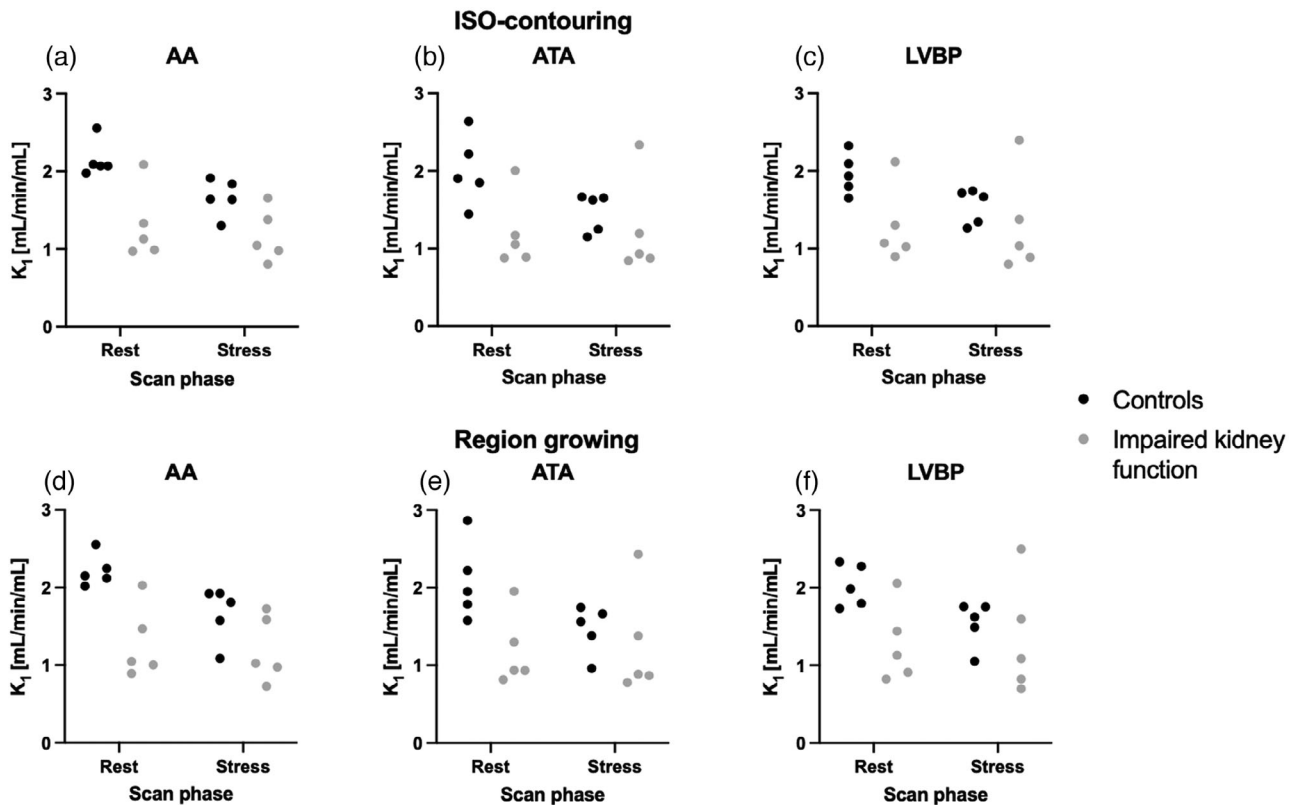 ISO-contouring
(a) AA
(b) ATA
(c) LVBP
K1 [mL/min/mL]
3
2
1
0
Rest Stress
Scan phase
K1 [mL/min/mL]
3
2
1
0
Rest Stress
Scan phase
K1 [mL/min/mL]
3
2
1
0
Rest Stress
Scan phase
Controls
Impaired kidney
function
Region growing
(d) AA
(e) ATA
(f) LVBP
K1 [mL/min/mL]
3
2
1
0
Rest Stress
Scan phase
K1 [mL/min/mL]
3
2
1
0
Rest Stress
Scan phase
K1 [mL/min/mL]
3
2
1
0
Rest Stress
Scan phase